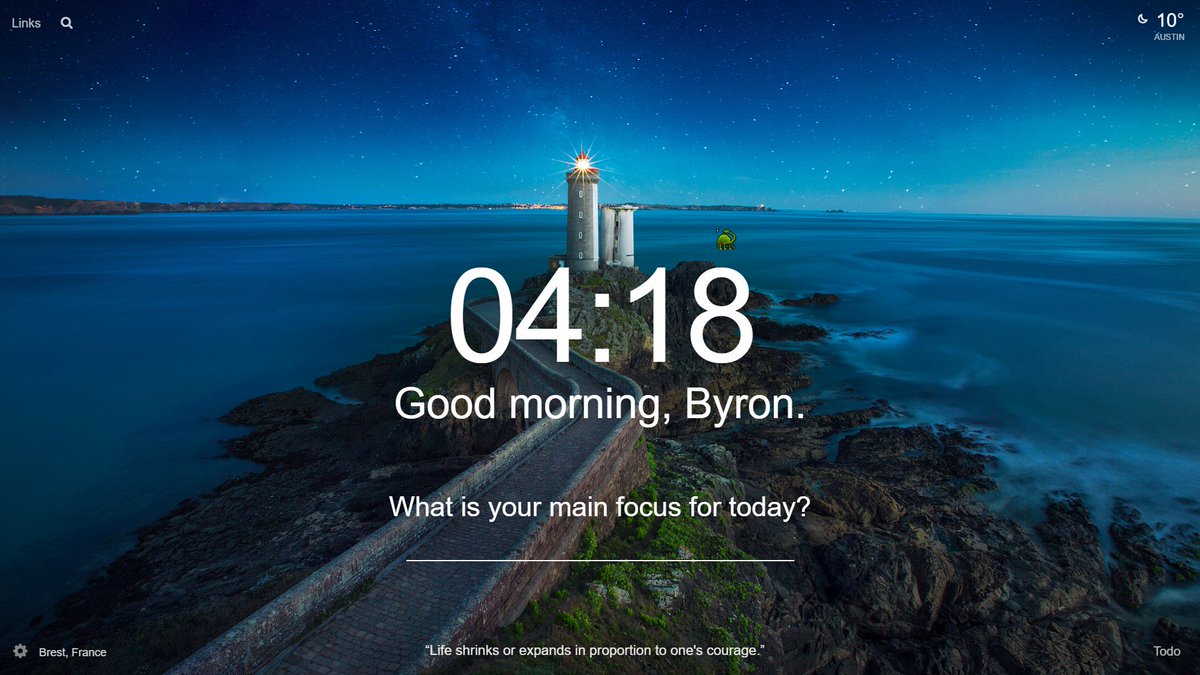 Links
10°
AUSTIN
04:18
Good morning, Byron.
What is your main focus for today?
Brest, France
“Life shrinks or expands in proportion to one's courage.”
Todo